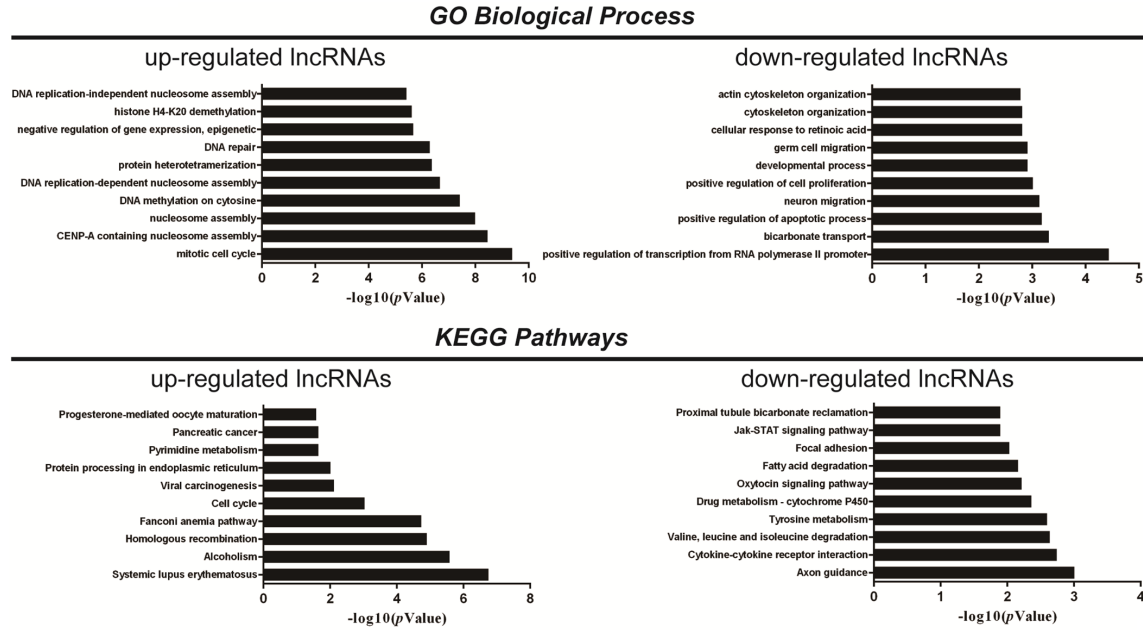 GO Biological Process
up-regulated lncRNAs
DNA replication-independent nucleosome assembly
histone H4-K20 demethylation
negative regulation of gene expression, epigenetic
DNA repair
protein heterotetramerization
DNA replication-dependent nucleosome assembly
DNA methylation on cytosine
nucleosome assembly
CENP-A containing nucleosome assembly
mitotic cell cycle
0 2 4 6 8 10
-log10(pValue)
down-regulated lncRNAs
actin cytoskeleton organization
cytoskeleton organization
cellular response to retinoic acid
germ cell migration
developmental process
positive regulation of cell proliferation
neuron migration
positive regulation of apoptotic process
bicarbonate transport
positive regulation of transcription from RNA polymerase II promoter
0 1 2 3 4 5
-log10(pValue)
KEGG Pathways
up-regulated lncRNAs
Progesterone-mediated oocyte maturation
Pancreatic cancer
Pyrimidine metabolism
Protein processing in endoplasmic reticulum
Viral carcinogenesis
Cell cycle
Fanconi anemia pathway
Homologous recombination
Alcoholism
Systemic lupus erythematosus
0 2 4 6 8
-log10(pValue)
down-regulated lncRNAs
Proximal tubule bicarbonate reclamation
Jak-STAT signaling pathway
Focal adhesion
Fatty acid degradation
Oxytocin signaling pathway
Drug metabolism - cytochrome P450
Tyrosine metabolism
Valine, leucine and isoleucine degradation
Cytokine-cytokine receptor interaction
Axon guidance
0 1 2 3 4
-log10(pValue)